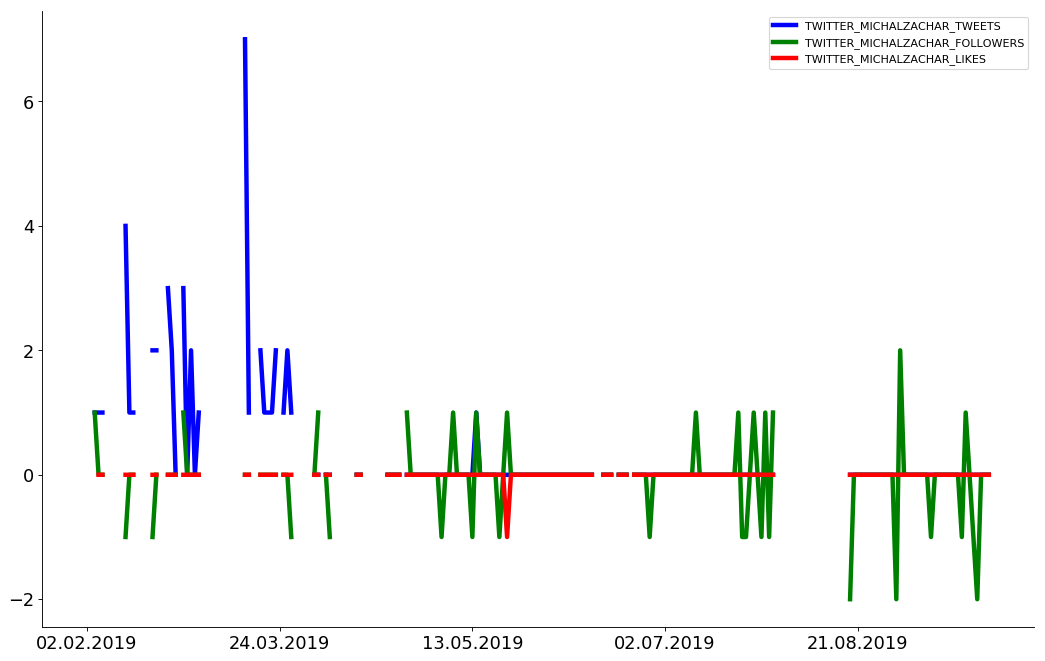 TWITTER_MICHALZACHAR_TWEETS
TWITTER_MICHALZACHAR_FOLLOWERS
TWITTER_MICHALZACHAR_LIKES
6
4
2
0
−2
02.02.2019 24.03.2019 13.05.2019 02.07.2019 21.08.2019